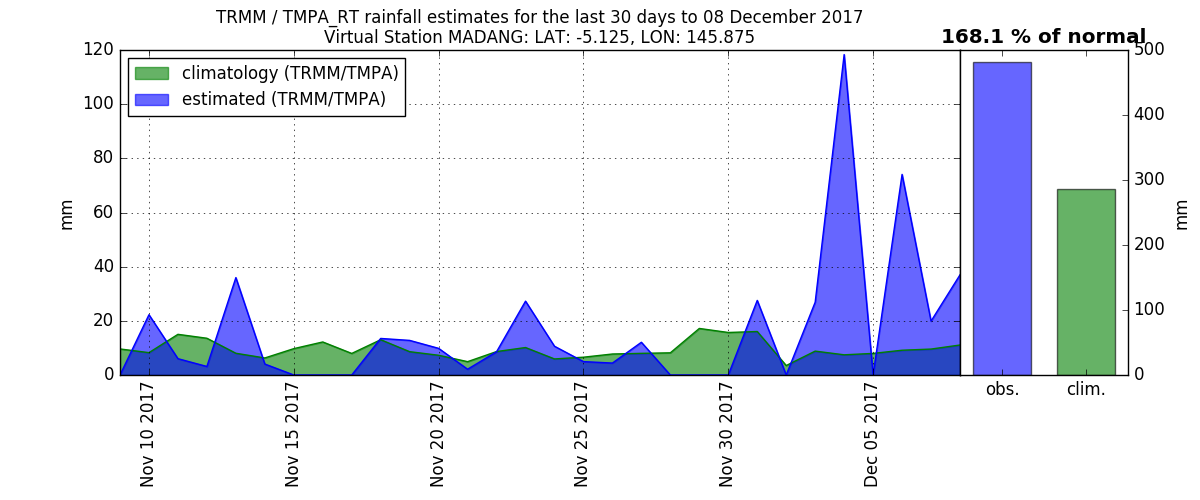 TRMM / TMPA_RT rainfall estimates for the last 30 days to 08 December 2017
Virtual Station MADANG: LAT: -5.125, LON: 145.875
168.1 % of normal
climatology (TRMM/TMPA)
estimated (TRMM/TMPA)
mm
120
100
80
60
40
20
0
Nov 10 2017
Nov 15 2017
Nov 20 2017
Nov 25 2017
Nov 30 2017
Dec 05 2017
500
400
300
200
100
0
mm
obs.
clim.